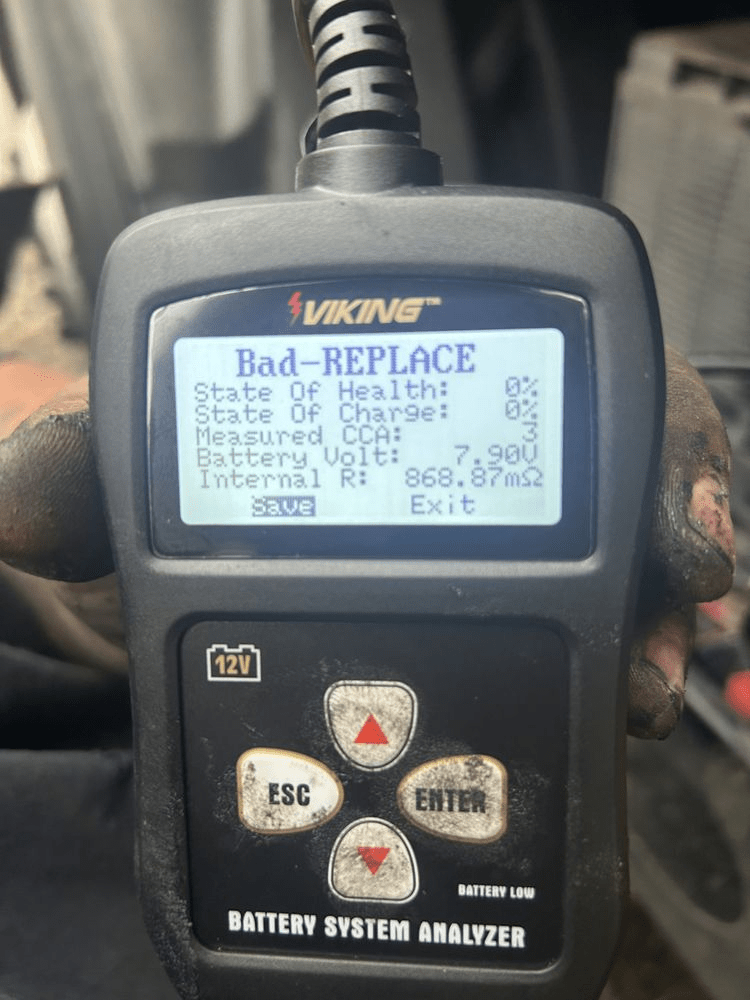 VIKING™
Bad-REPLACE
State Of Health: 0%
State Of Charge: 0%
Measured CCA: 3
Battery Volt: 7.90V
Internal R: 868.87mΩ
Save Exit
12V
ESC ENTER
BATTERY LOW
BATTERY SYSTEM ANALYZER